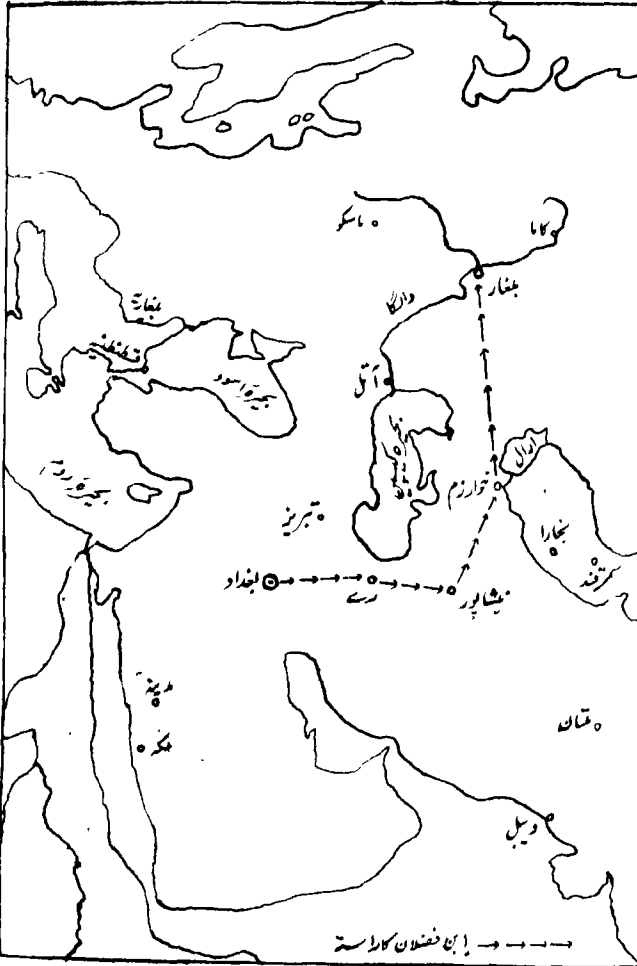 ماسکو
کاما
بلغار
والگا
بلغاریہ
قسطنطنیہ
بحیرۂ اسود
آتل
ارال
بحیرۂ روم
خوارزم
تبریز
بخارا
سمرقند
بغداد
رے
نیشاپور
مدینہ
مکہ
ملتان
دیبل
ابن فضلان کا راستہ